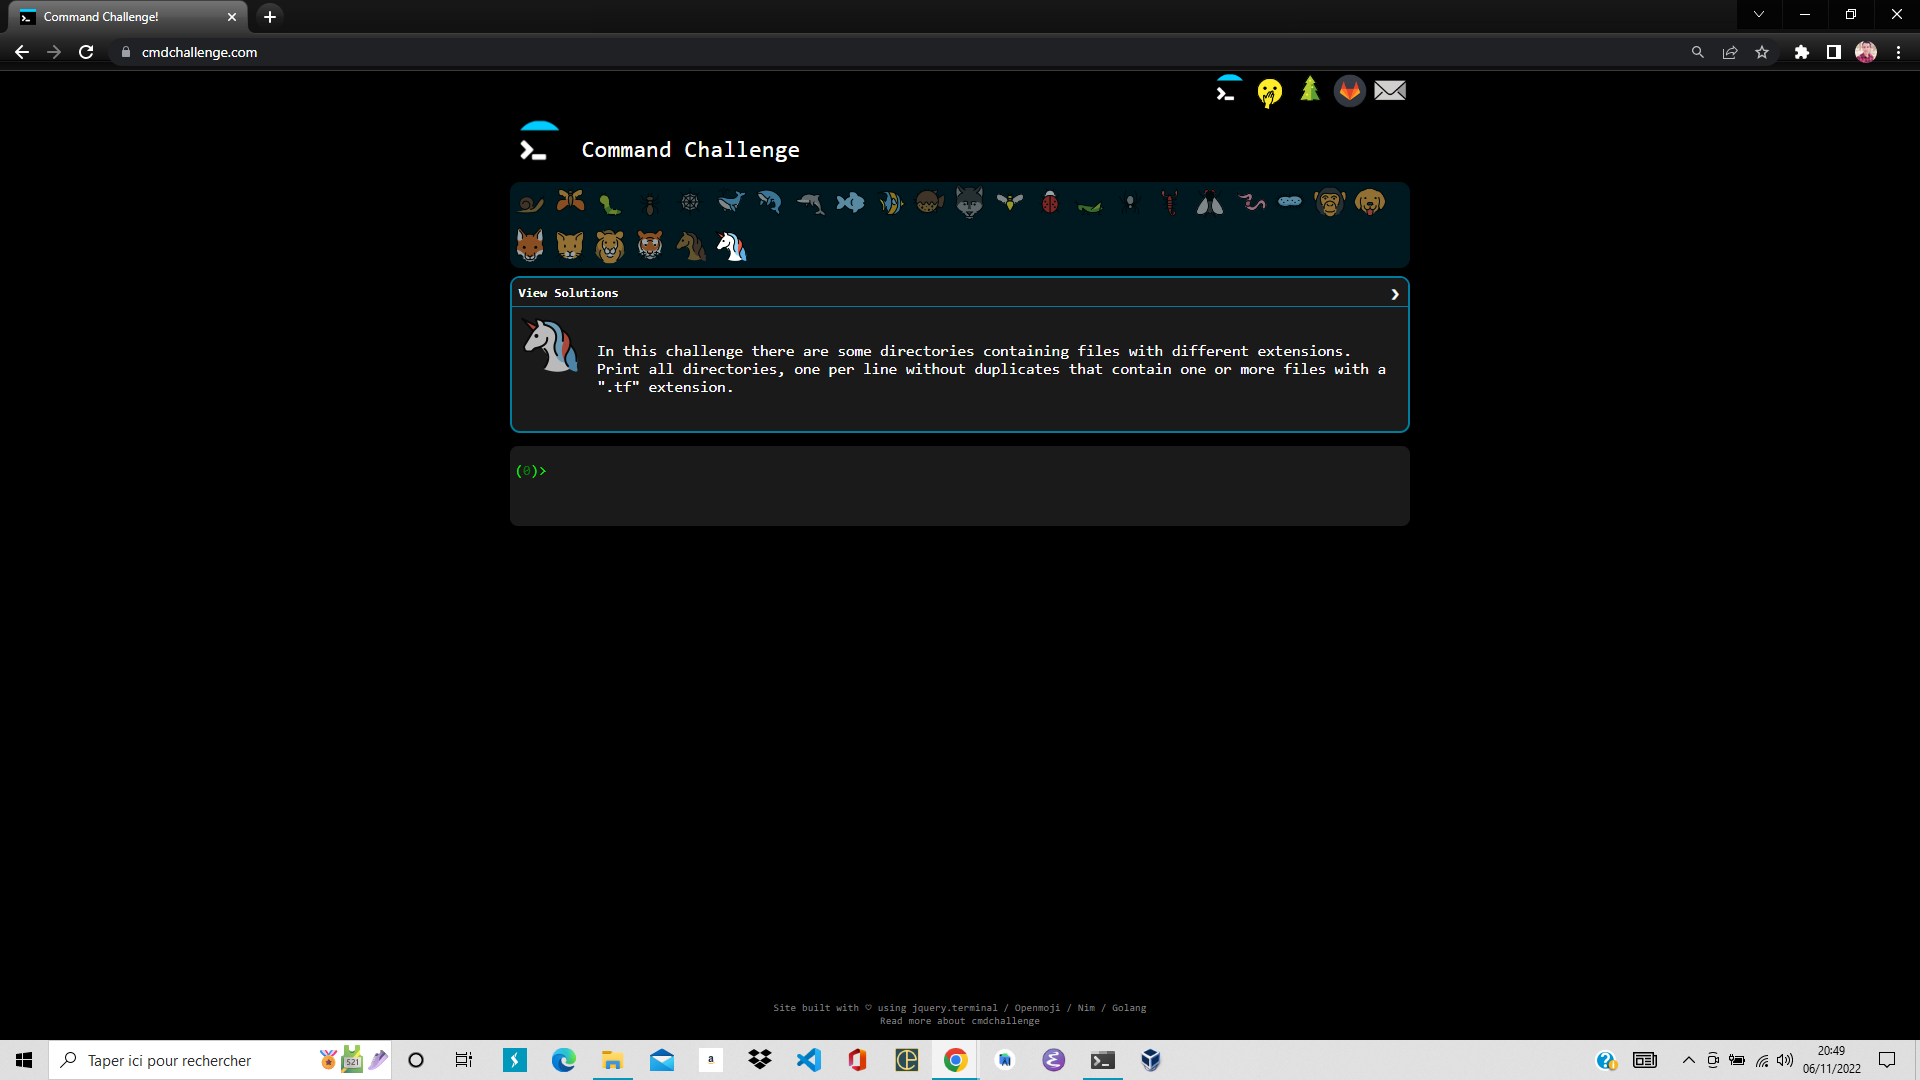 Command Challenge!
cmdchallenge.com
Command Challenge
View Solutions
In this challenge there are some directories containing files with different extensions.
Print all directories, one per line without duplicates that contain one or more files with a
".tf" extension.
(0)>
Site built with ♡ using jquery.terminal / Openmoji / Nim / Golang
Read more about cmdchallenge
Taper ici pour rechercher
521
a
20:49
06/11/2022